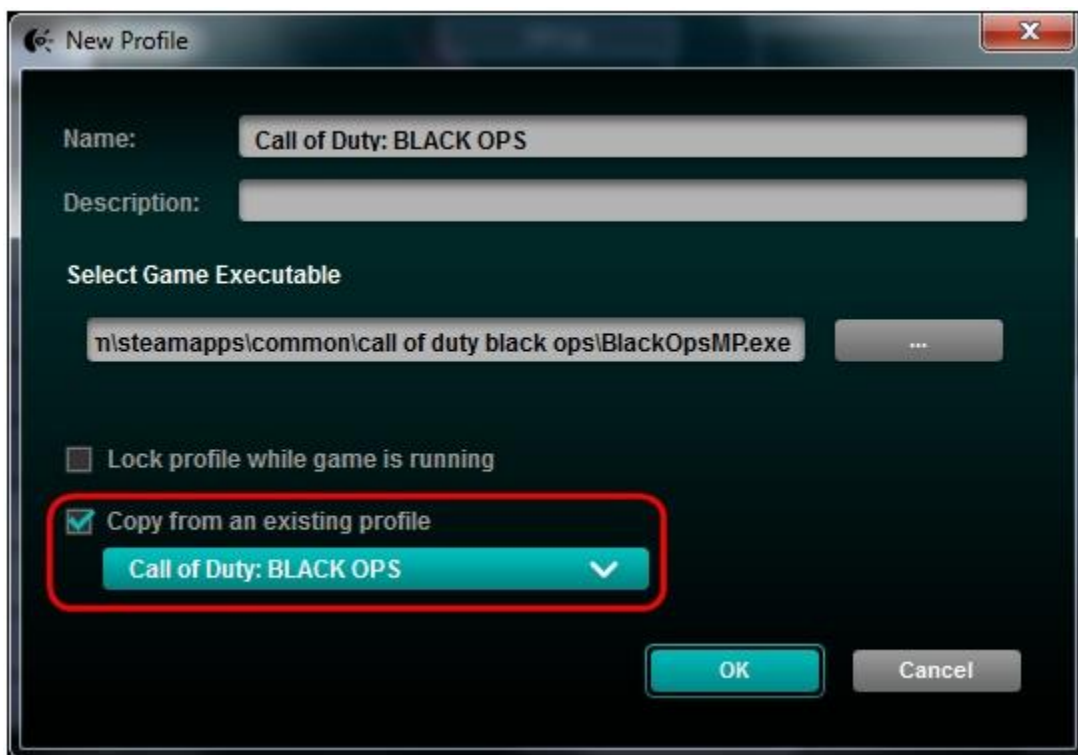 New Profile
Name: Call of Duty: BLACK OPS
Description:
Select Game Executable
n\steamapps\common\call of duty black ops\BlackOpsMP.exe ...
Lock profile while game is running
Copy from an existing profile
Call of Duty: BLACK OPS
OK Cancel